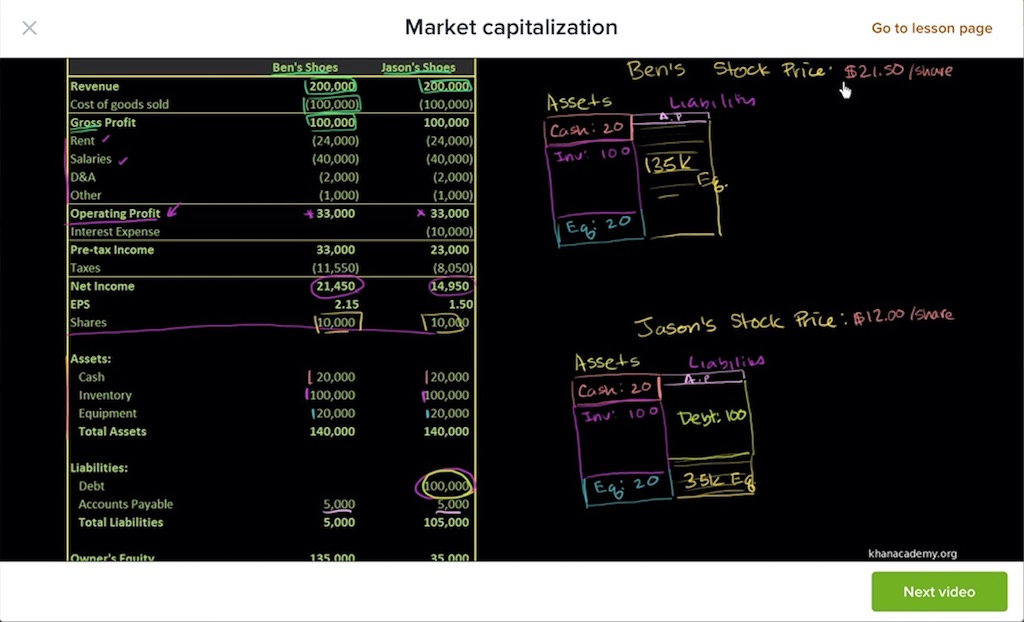 Market capitalization
Go to lesson page
Ben's Shoes Jason's Shoes
Revenue 200,000 200,000
Cost of goods sold (100,000) (100,000)
Gross Profit 100,000 100,000
Rent (24,000) (24,000)
Salaries (40,000) (40,000)
D&A (2,000) (2,000)
Other (1,000) (1,000)
Operating Profit 33,000 33,000
Interest Expense (10,000)
Pre-tax Income 33,000 23,000
Taxes (11,550) (8,050)
Net Income 21,450 14,950
EPS 2.15 1.50
Shares 10,000 10,000
Assets:
Cash 20,000 20,000
Inventory 100,000 100,000
Equipment 20,000 20,000
Total Assets 140,000 140,000
Liabilities:
Debt 100,000
Accounts Payable 5,000 5,000
Total Liabilities 5,000 105,000
Owner's Equity 135,000 35,000
Ben's Stock Price: $21.50 /share
Assets Liabilities
A.P
Cash: 20
Inv: 100
135k Eq.
Eq: 20
Jason's Stock Price: $12.00 /share
Assets Liabilities
A.P
Cash: 20
Inv: 100 Debt: 100
Eq: 20 35k Eq
khanacademy.org
Next video